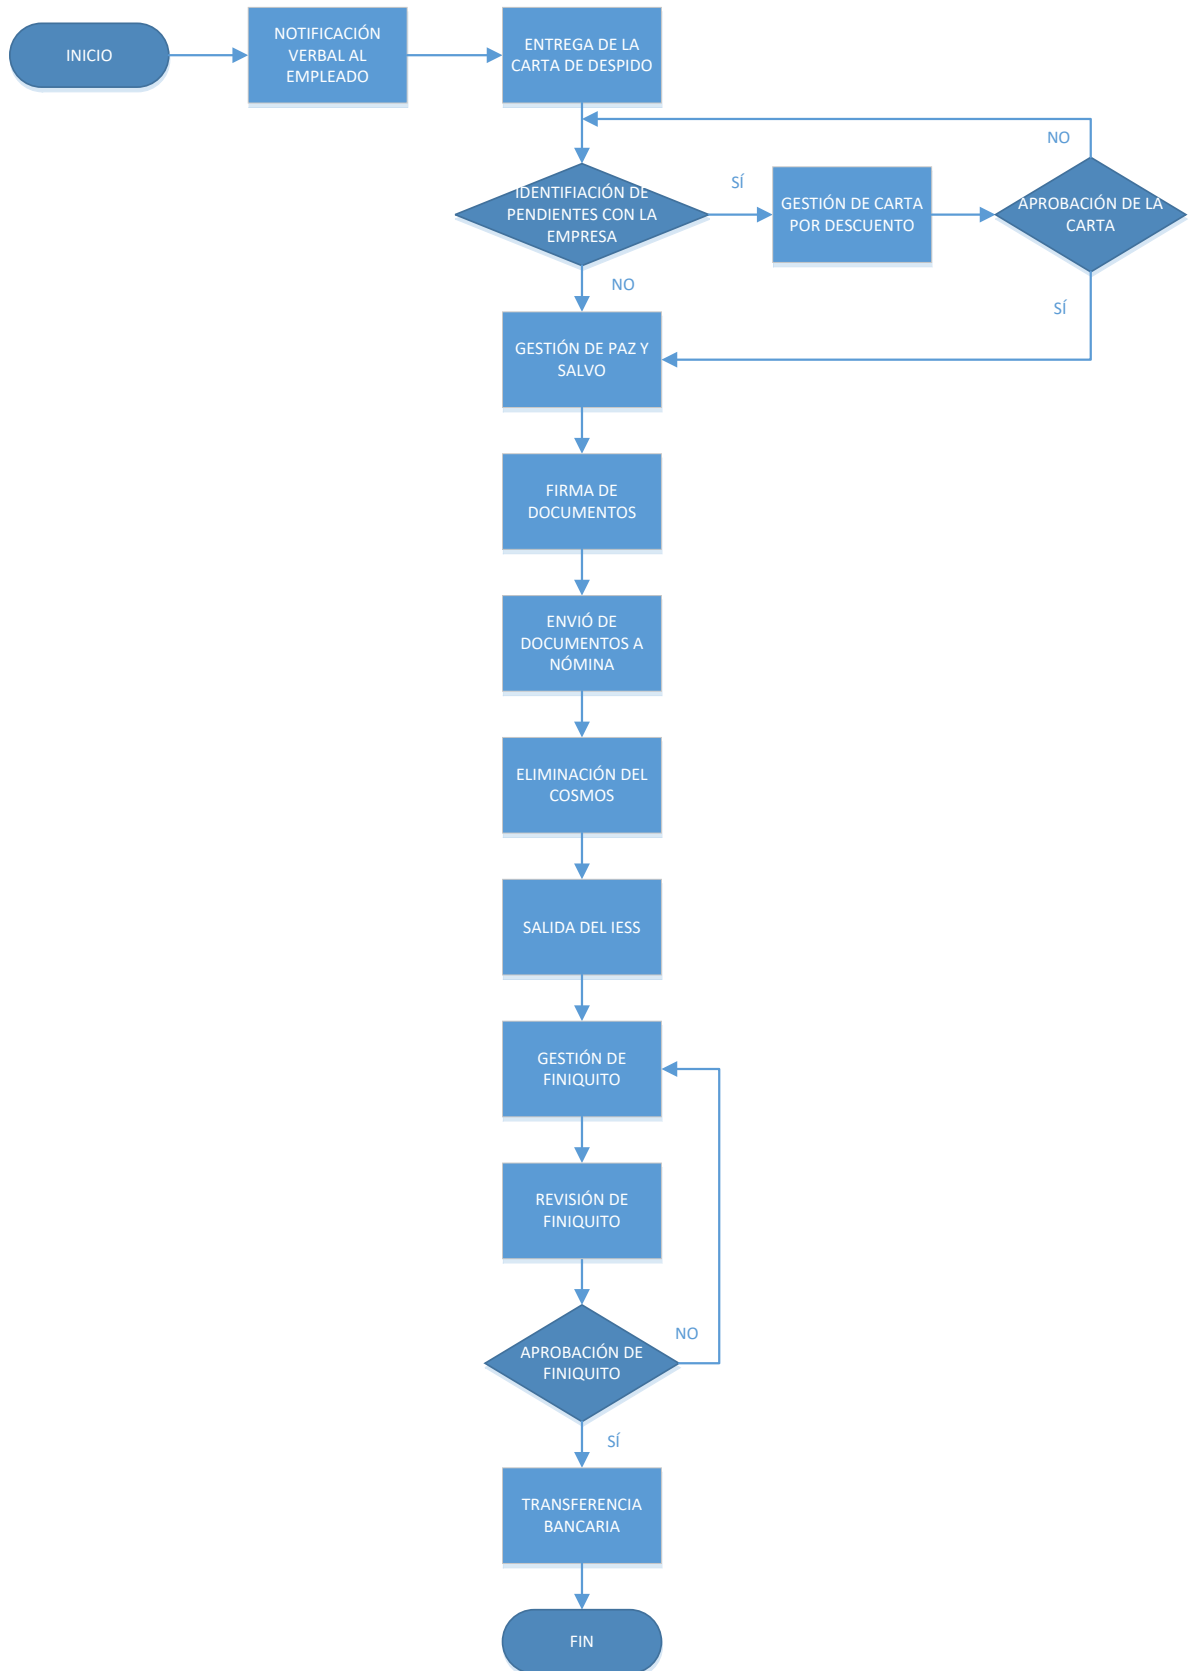 INICIO
NOTIFICACIÓN
VERBAL AL
EMPLEADO
ENTREGA DE LA
CARTA DE DESPIDO
NO
IDENTIFIACIÓN DE
PENDIENTES CON LA
EMPRESA
SÍ
GESTIÓN DE CARTA
POR DESCUENTO
APROBACIÓN DE LA
CARTA
NO
SÍ
GESTIÓN DE PAZ Y
SALVO
FIRMA DE
DOCUMENTOS
ENVIÓ DE
DOCUMENTOS A
NÓMINA
ELIMINACIÓN DEL
COSMOS
SALIDA DEL IESS
GESTIÓN DE
FINIQUITO
REVISIÓN DE
FINIQUITO
APROBACIÓN DE
FINIQUITO
NO
SÍ
TRANSFERENCIA
BANCARIA
FIN